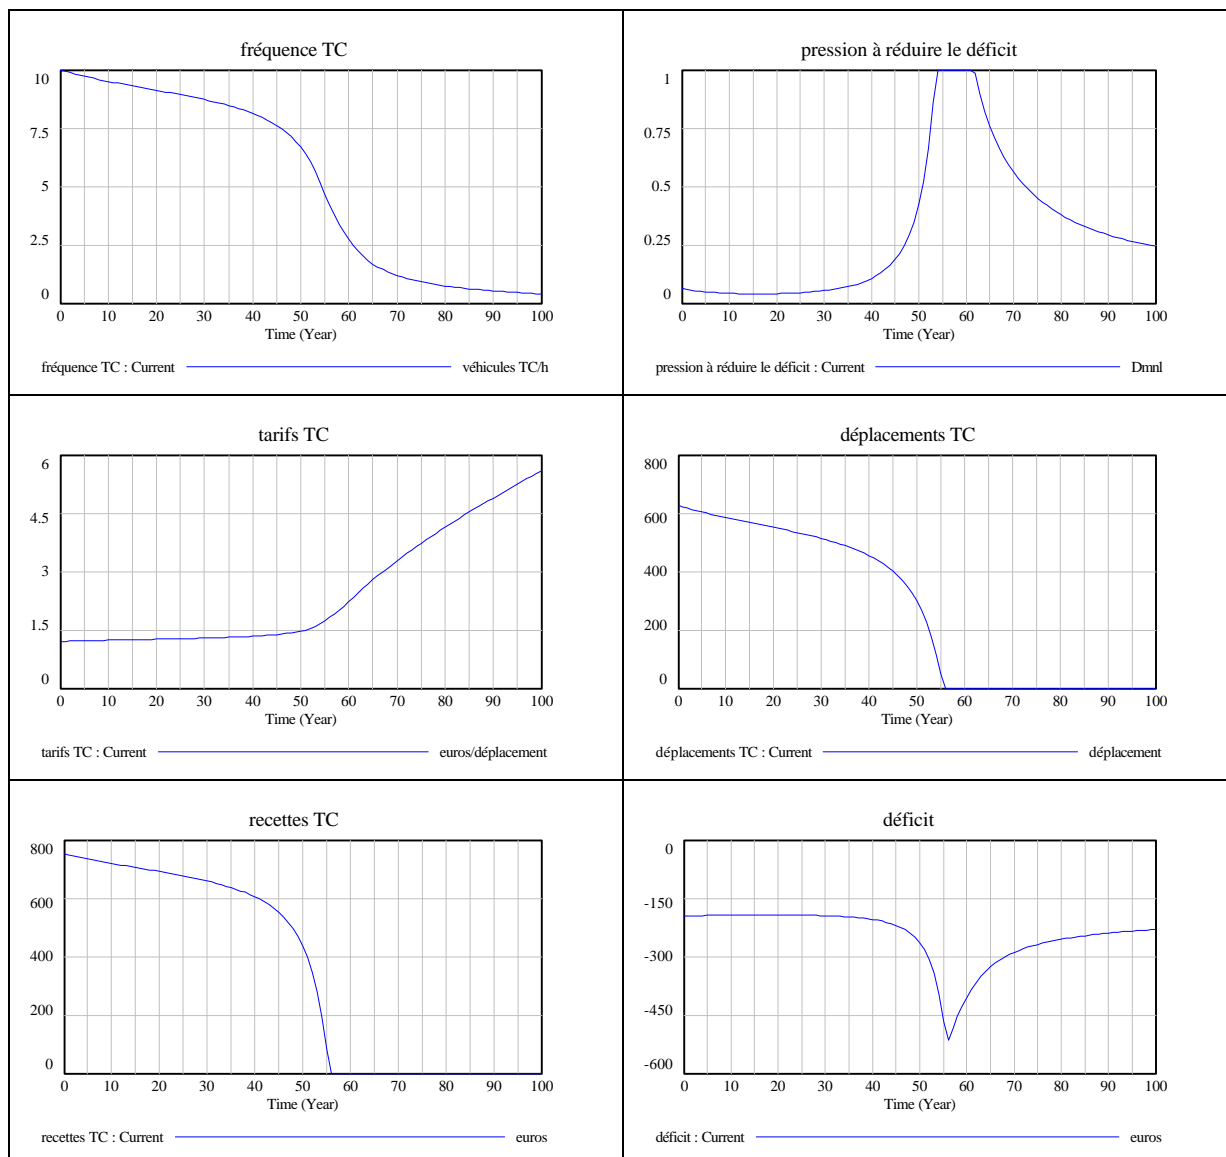 fréquence TC
10
7.5
5
2.5
0
0 10 20 30 40 50 60 70 80 90 100
Time (Year)
fréquence TC : Current véhicules TC/h
pression à réduire le déficit
1
0.75
0.5
0.25
0
0 10 20 30 40 50 60 70 80 90 100
Time (Year)
pression à réduire le déficit : Current Dmnl
tarifs TC
6
4.5
3
1.5
0
0 10 20 30 40 50 60 70 80 90 100
Time (Year)
tarifs TC : Current euros/déplacement
déplacements TC
800
600
400
200
0
0 10 20 30 40 50 60 70 80 90 100
Time (Year)
déplacements TC : Current déplacement
recettes TC
800
600
400
200
0
0 10 20 30 40 50 60 70 80 90 100
Time (Year)
recettes TC : Current euros
déficit
0
-150
-300
-450
-600
0 10 20 30 40 50 60 70 80 90 100
Time (Year)
déficit : Current euros